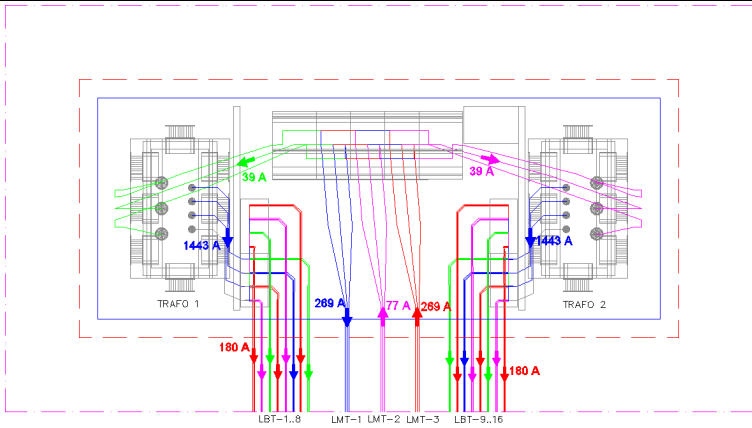 39 A
39 A
1443 A
1443 A
TRAFO 1
269 A
77 A
269 A
TRAFO 2
180 A
180 A
LBT-1..8
LMT-1
LMT-2
LMT-3
LBT-9..16